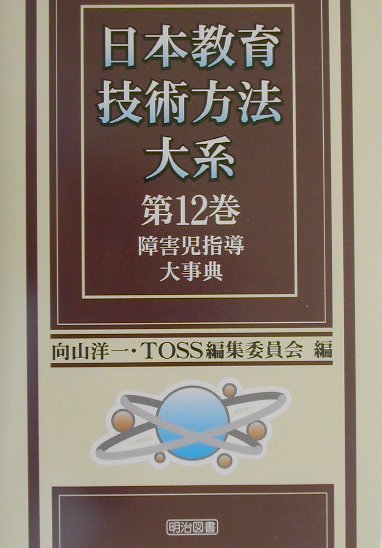 日本教育
技術方法
大系
第12巻
障害児指導
大事典
向山洋一・TOSS編集委員会 編
明治図書